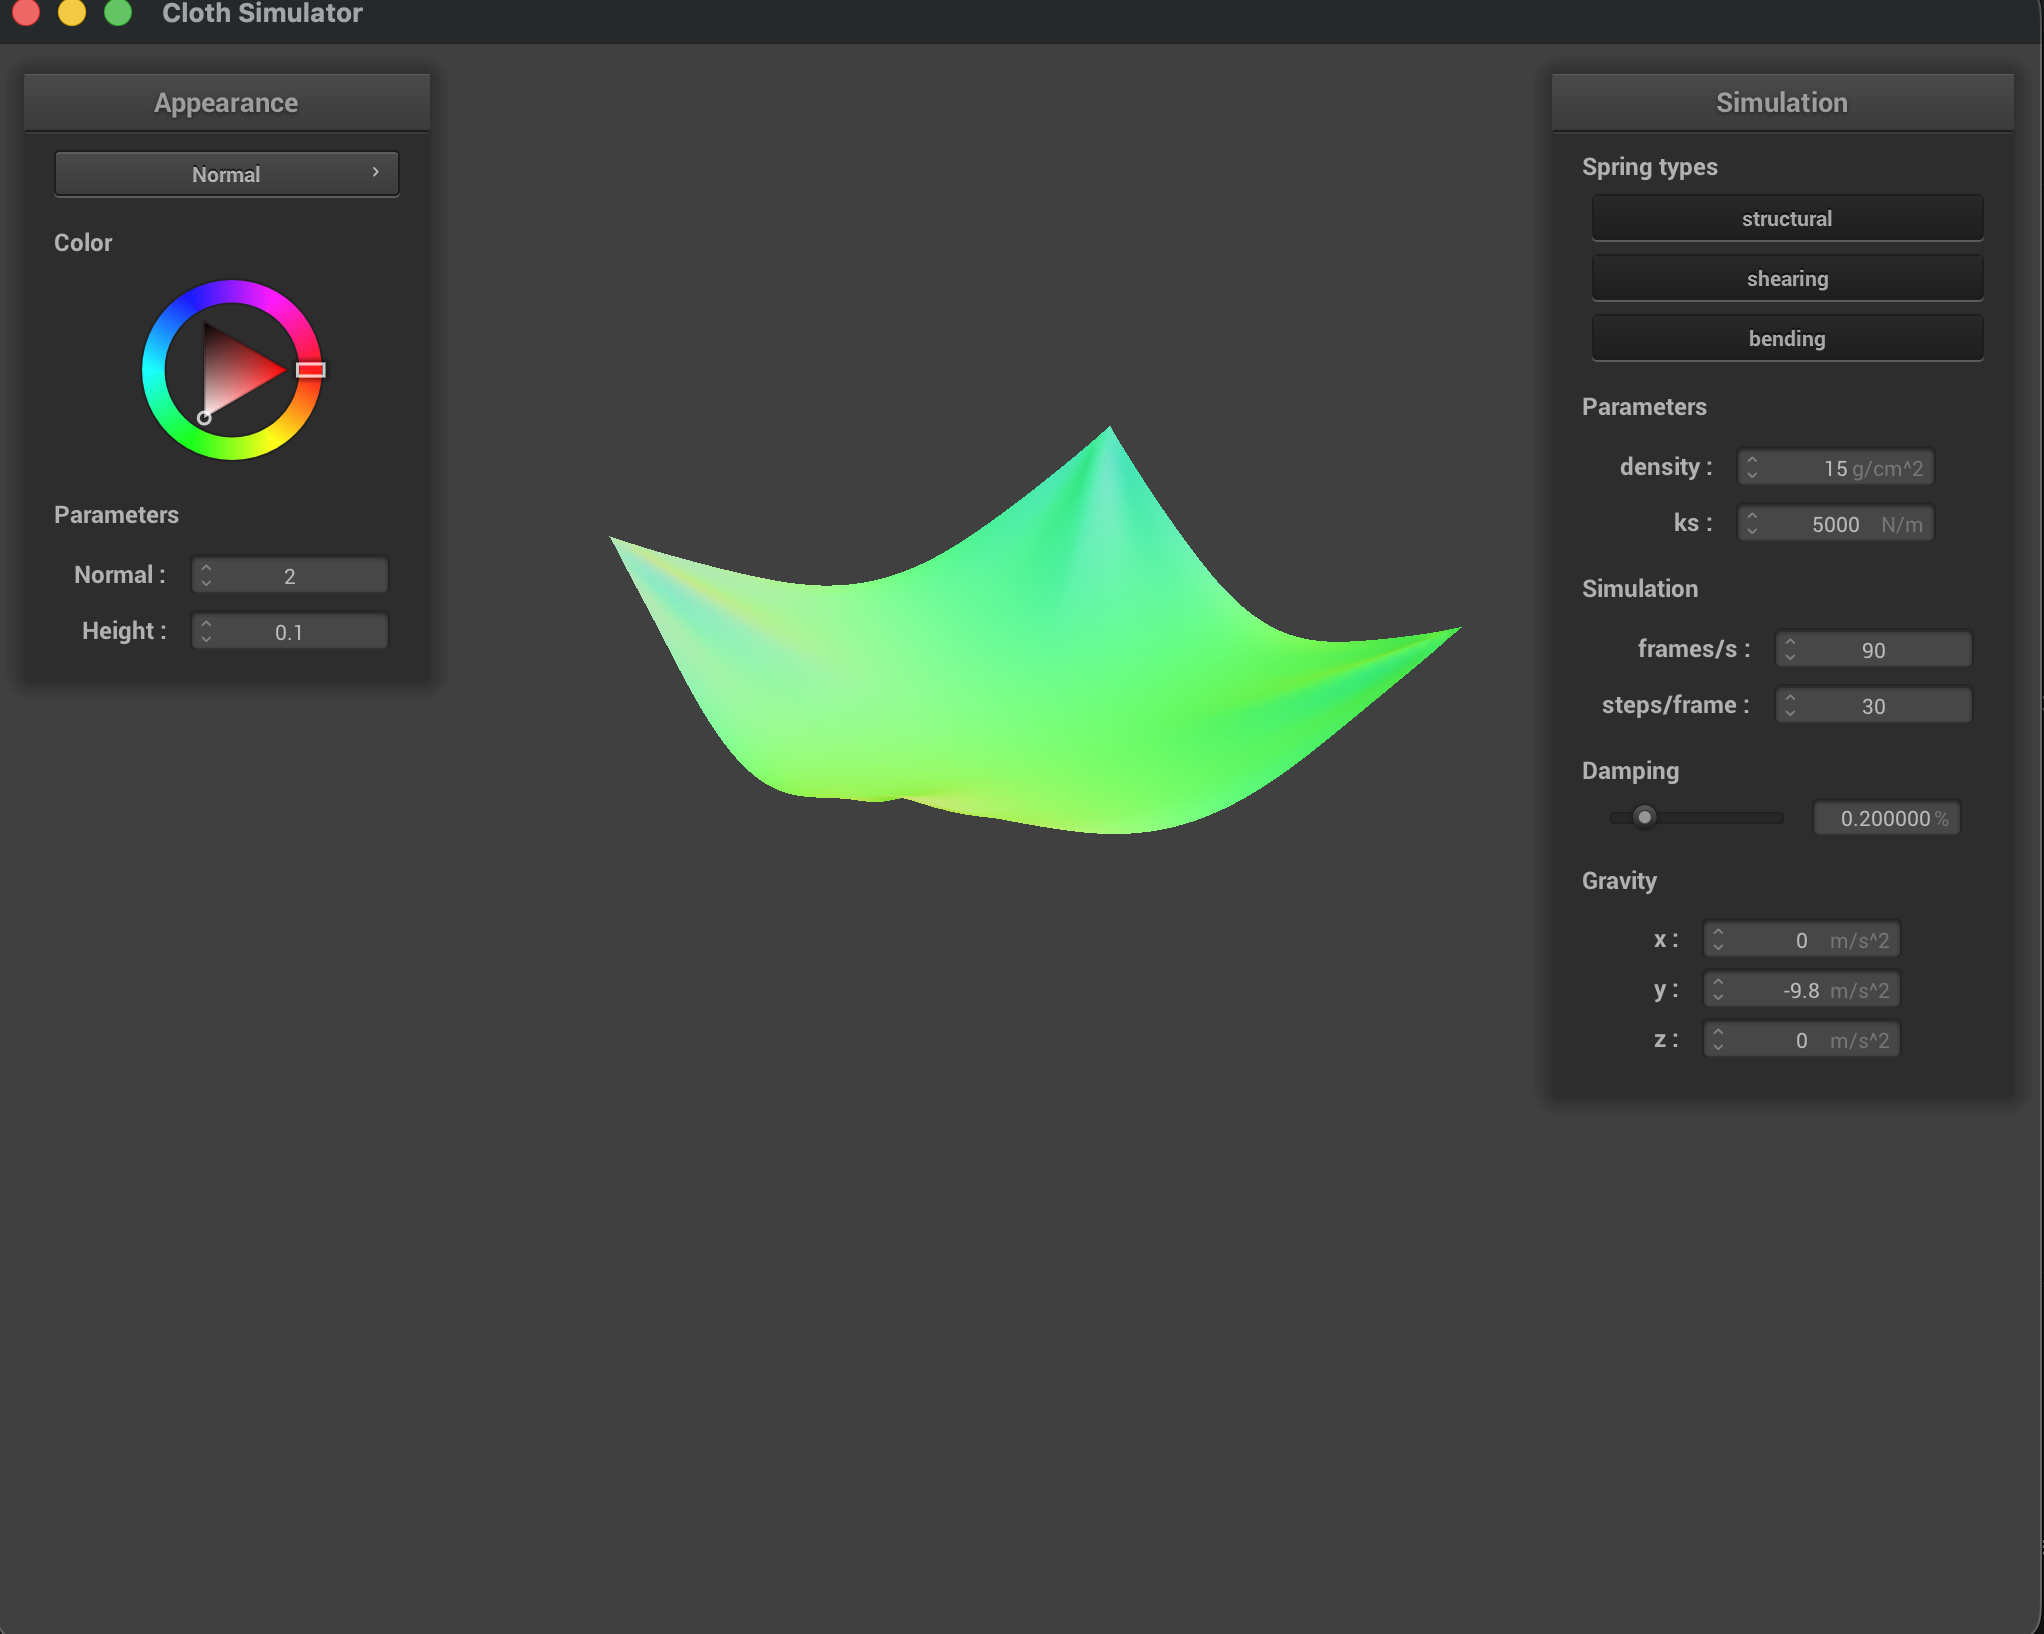 Cloth Simulator
Appearance
Normal
Color
Parameters
Normal : 2
Height : 0.1
Simulation
Spring types
structural
shearing
bending
Parameters
density : 15 g/cm^2
ks : 5000 N/m
Simulation
frames/s : 90
steps/frame : 30
Damping
0.200000 %
Gravity
x : 0 m/s^2
y : -9.8 m/s^2
z : 0 m/s^2